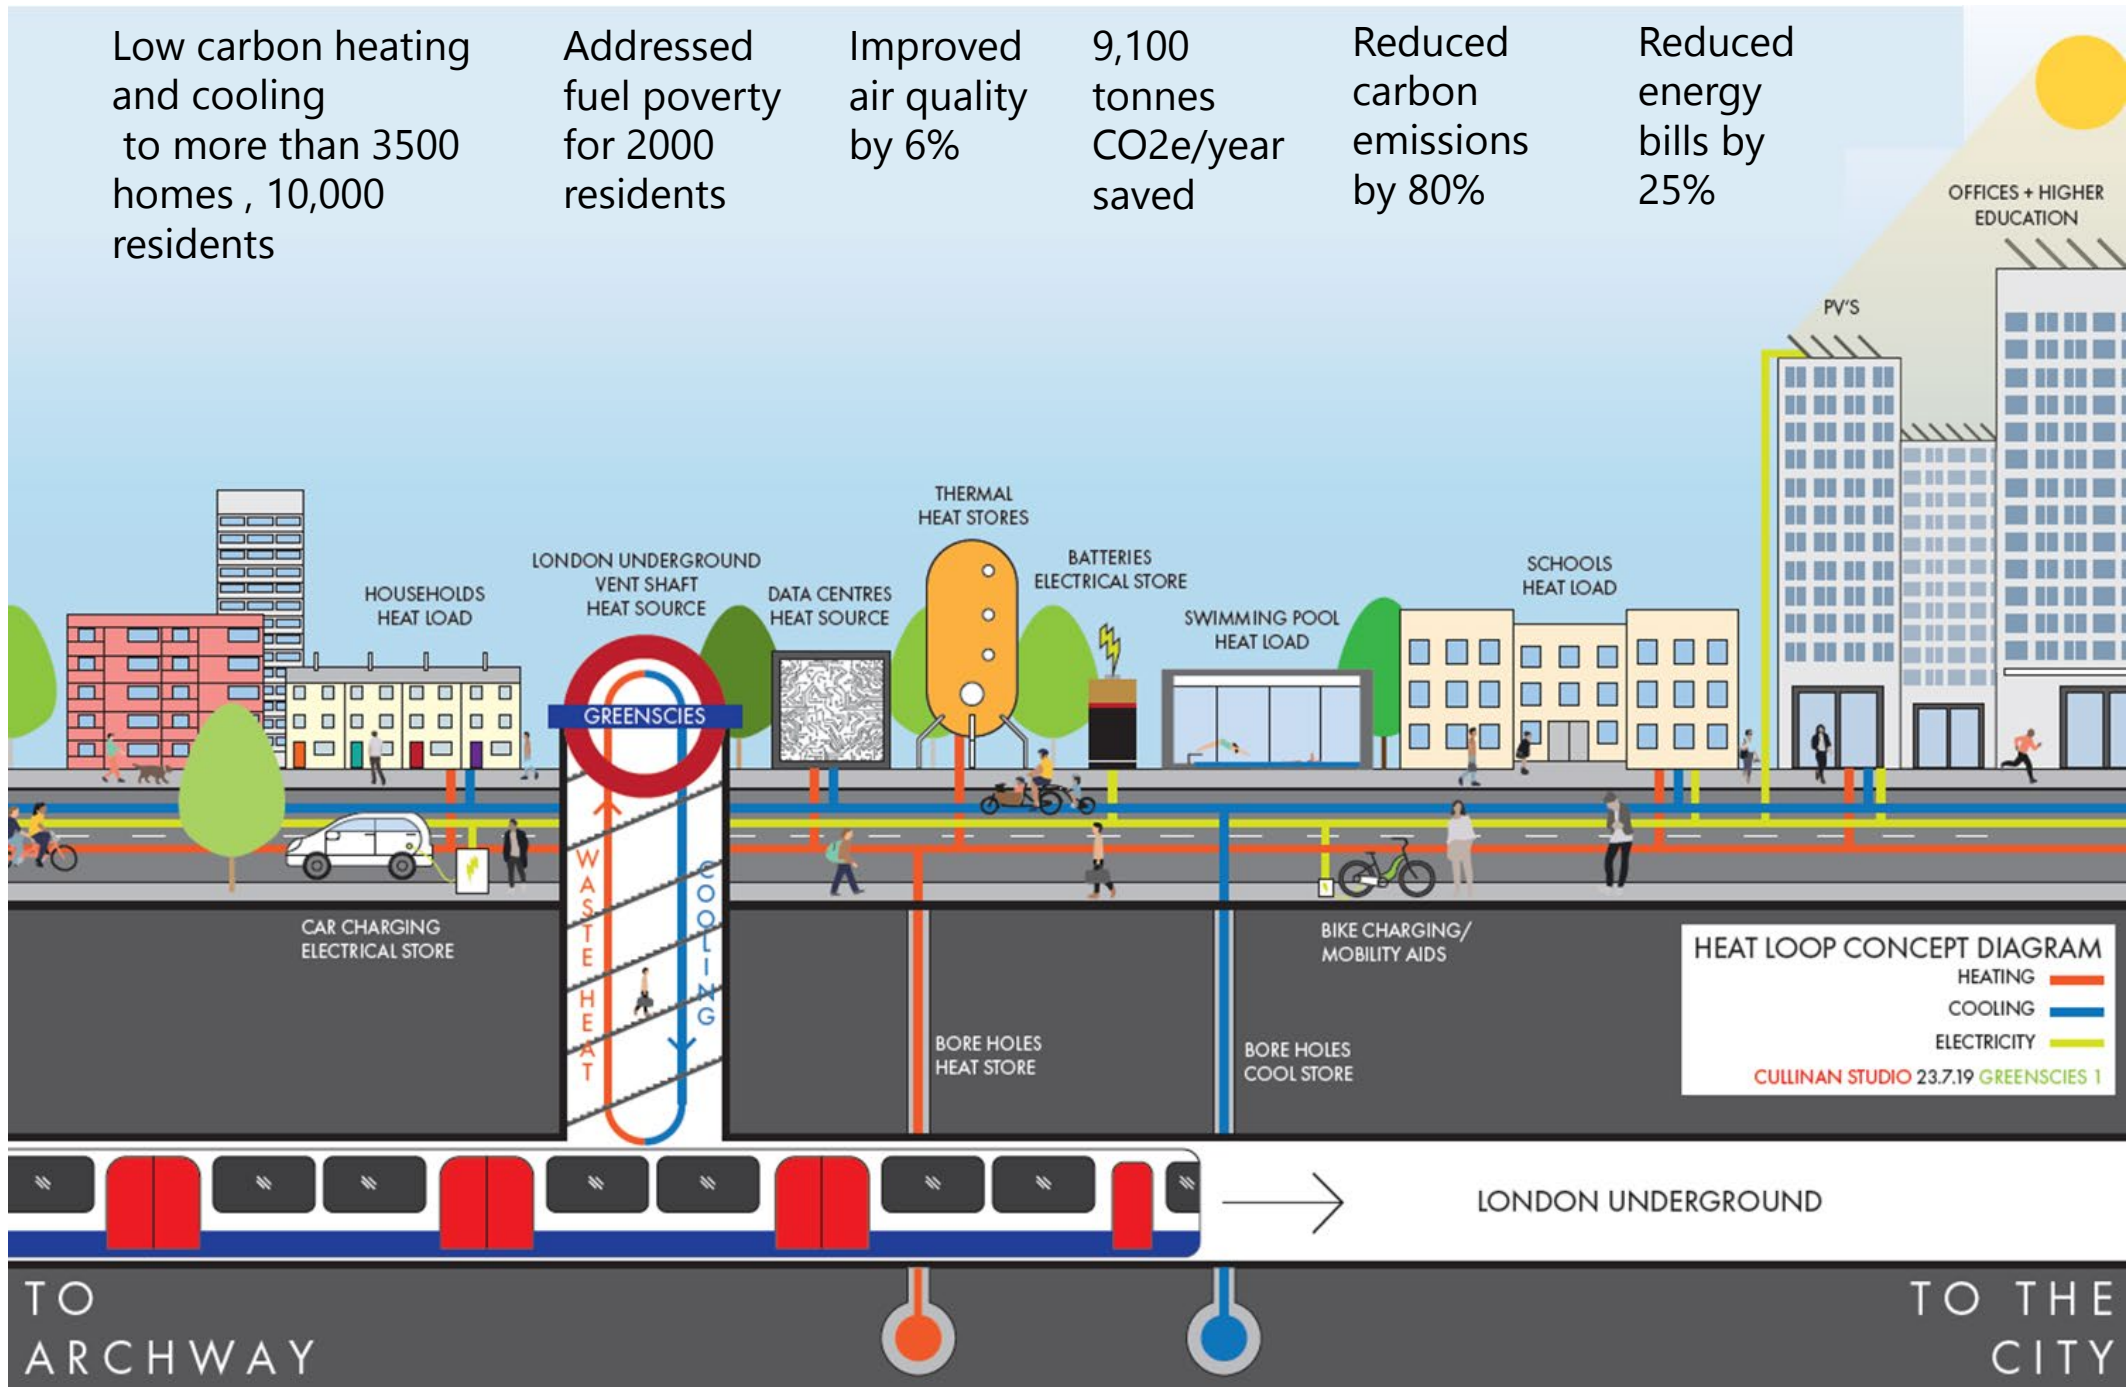 Low carbon heating
and cooling
to more than 3500
homes , 10,000
residents
Addressed
fuel poverty
for 2000
residents
Improved
air quality
by 6%
9,100
tonnes
CO2e/year
saved
Reduced
carbon
emissions
by 80%
Reduced
energy
bills by
25%
OFFICES + HIGHER
EDUCATION
PV'S
THERMAL
HEAT STORES
HOUSEHOLDS
HEAT LOAD
LONDON UNDERGROUND
VENT SHAFT
HEAT SOURCE
DATA CENTRES
HEAT SOURCE
BATTERIES
ELECTRICAL STORE
SWIMMING POOL
HEAT LOAD
SCHOOLS
HEAT LOAD
GREENSCIES
WASTE HEAT
COOLING
CAR CHARGING
ELECTRICAL STORE
BIKE CHARGING/
MOBILITY AIDS
BORE HOLES
HEAT STORE
BORE HOLES
COOL STORE
HEAT LOOP CONCEPT DIAGRAM
HEATING
COOLING
ELECTRICITY
CULLINAN STUDIO 23.7.19 GREENSCIES 1
LONDON UNDERGROUND
TO
ARCHWAY
TO THE
CITY